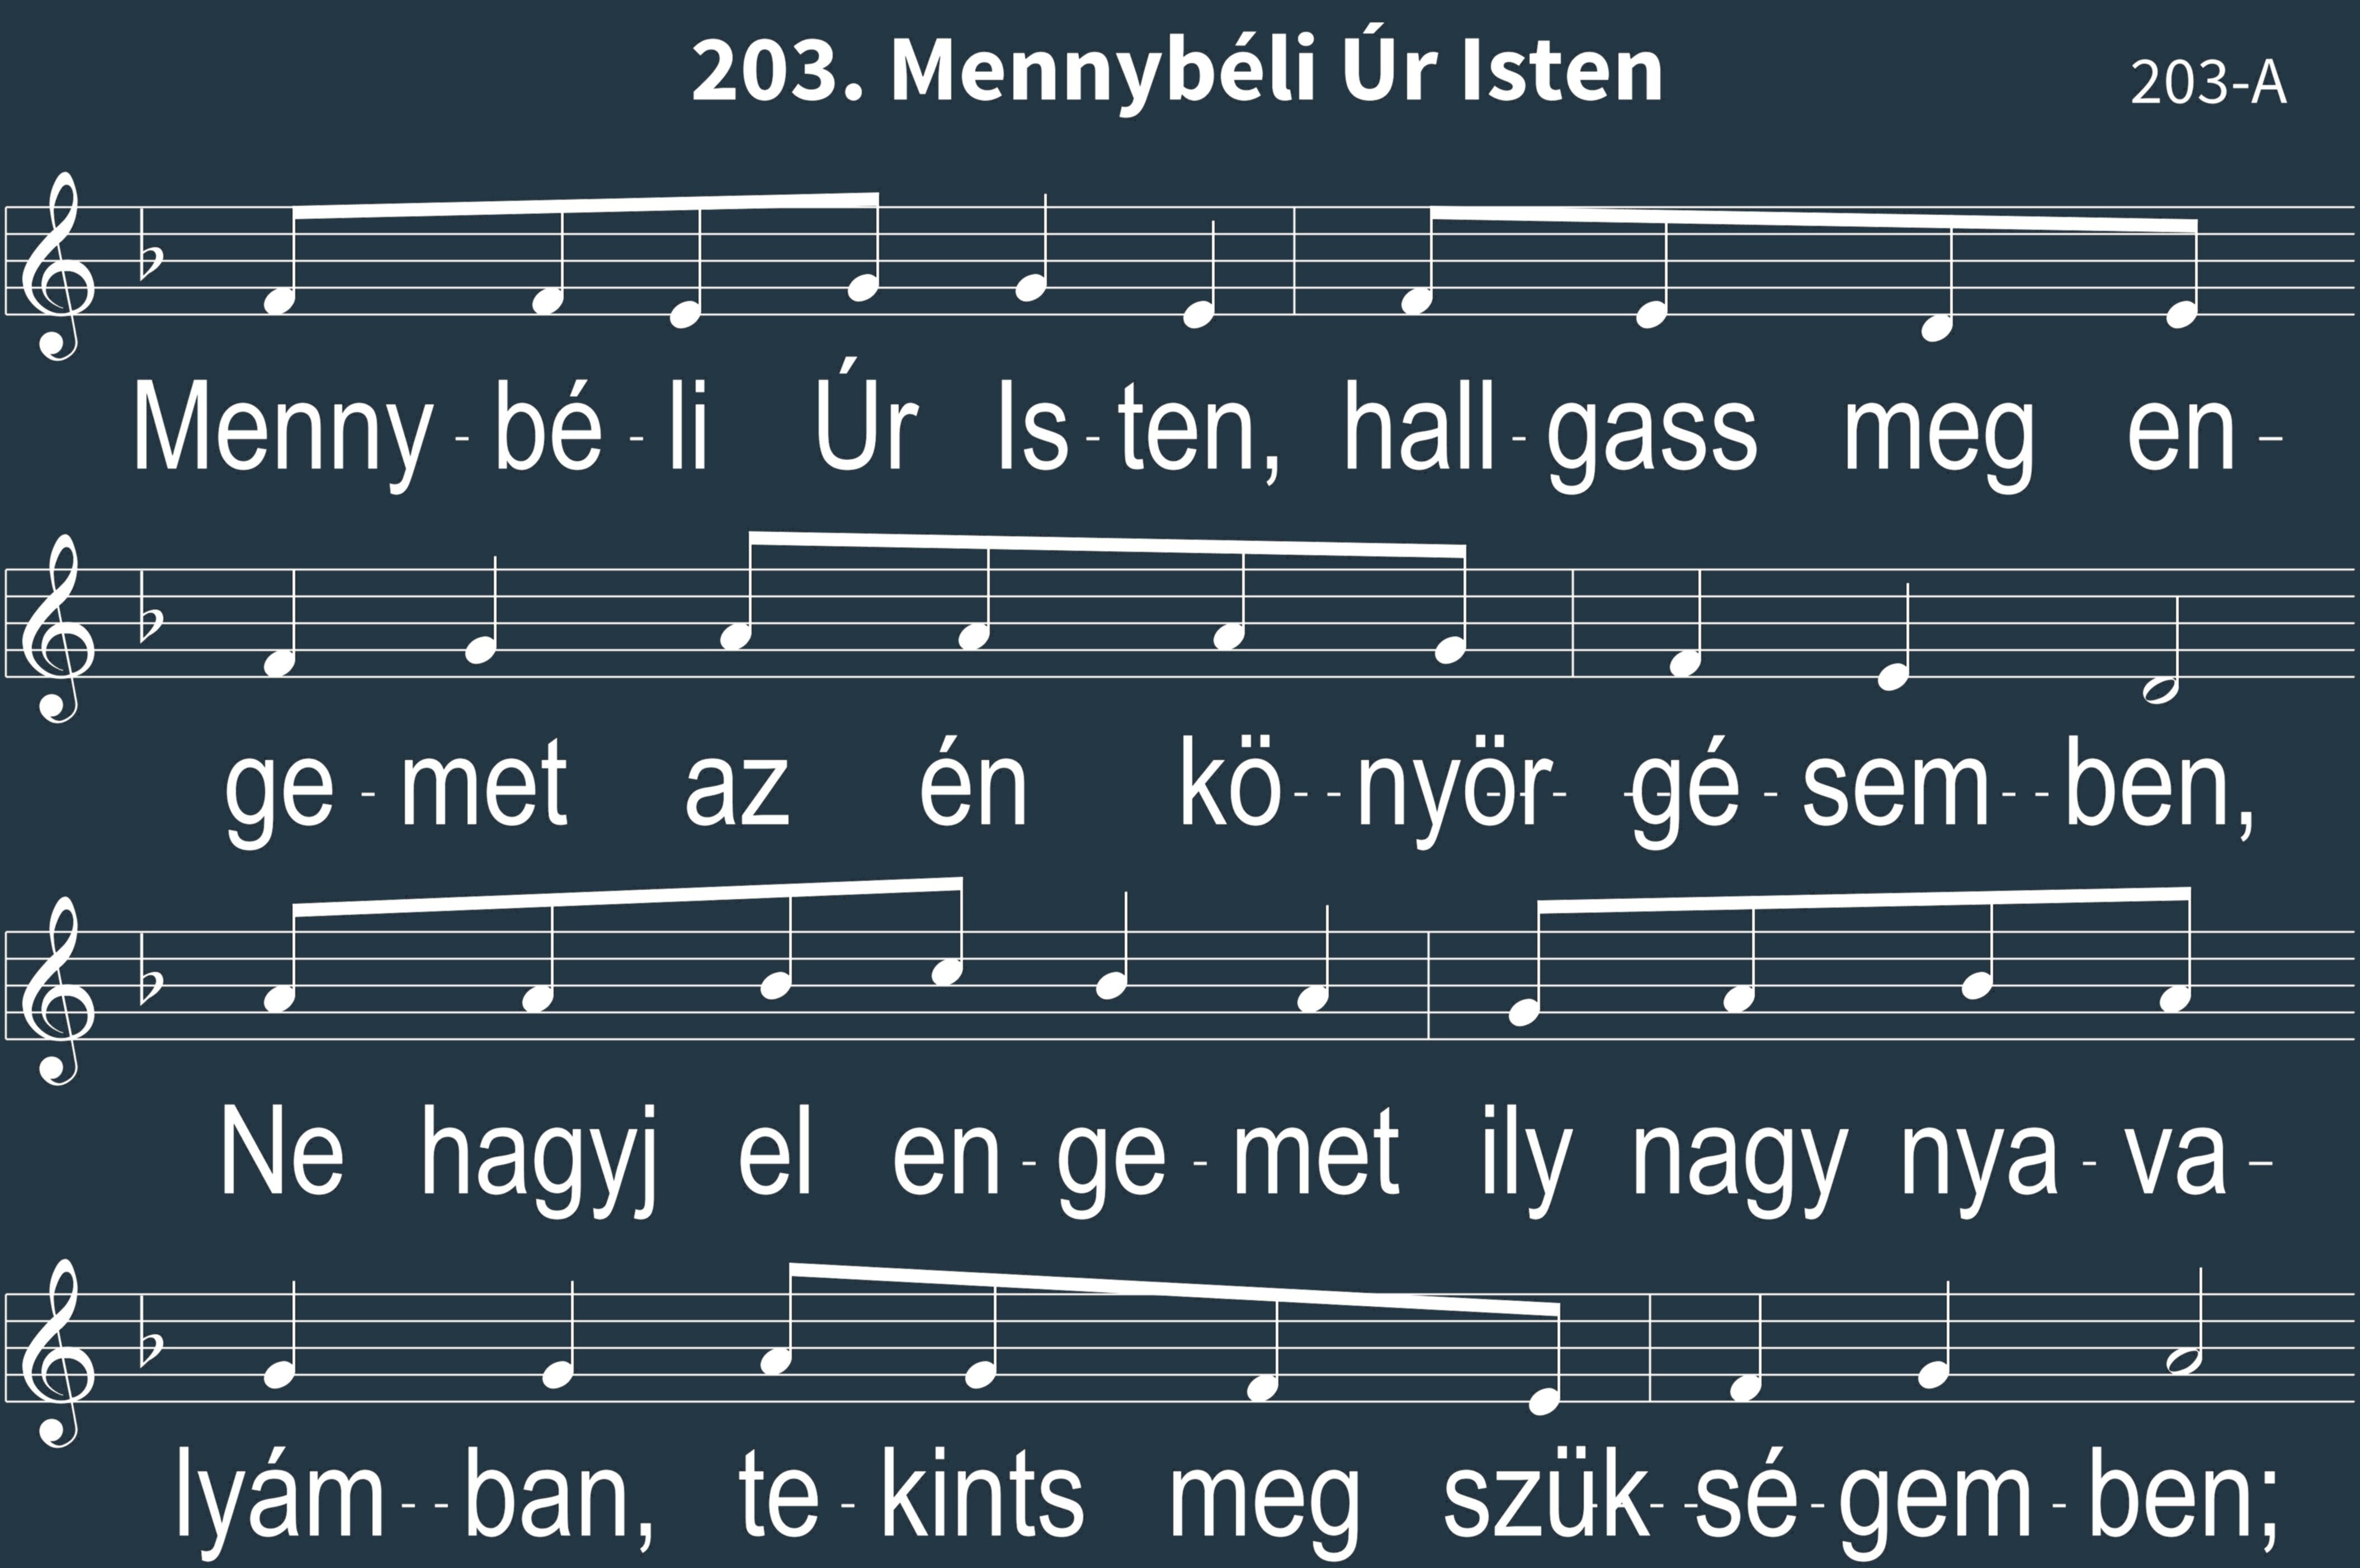 203. Mennybéli Úr Isten
203-A
Menny - bé - li Úr Is - ten, hall - gass meg en -
ge - met az én kö - - nyör - gé - sem - - ben,
Ne hagyj el en - ge - met ily nagy nya - va -
lyám - - ban, te - kints meg szük - sé - gem - ben;